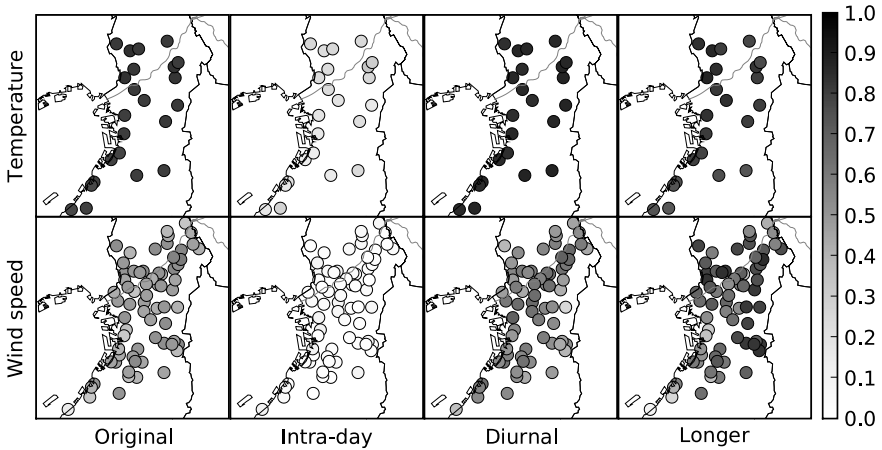 Temperature
Wind speed
Original
Intra-day
Diurnal
Longer
1.0
0.9
0.8
0.7
0.6
0.5
0.4
0.3
0.2
0.1
0.0